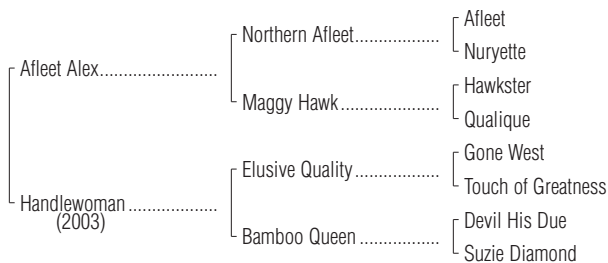 Afleet
Northern Afleet....................
Nuryette
Afleet Alex.............................
Hawkster
Maggy Hawk.......................
Qualique
Gone West
Elusive Quality....................
Touch of Greatness
Handlewoman......................
(2003)
Devil His Due
Bamboo Queen...................
Suzie Diamond